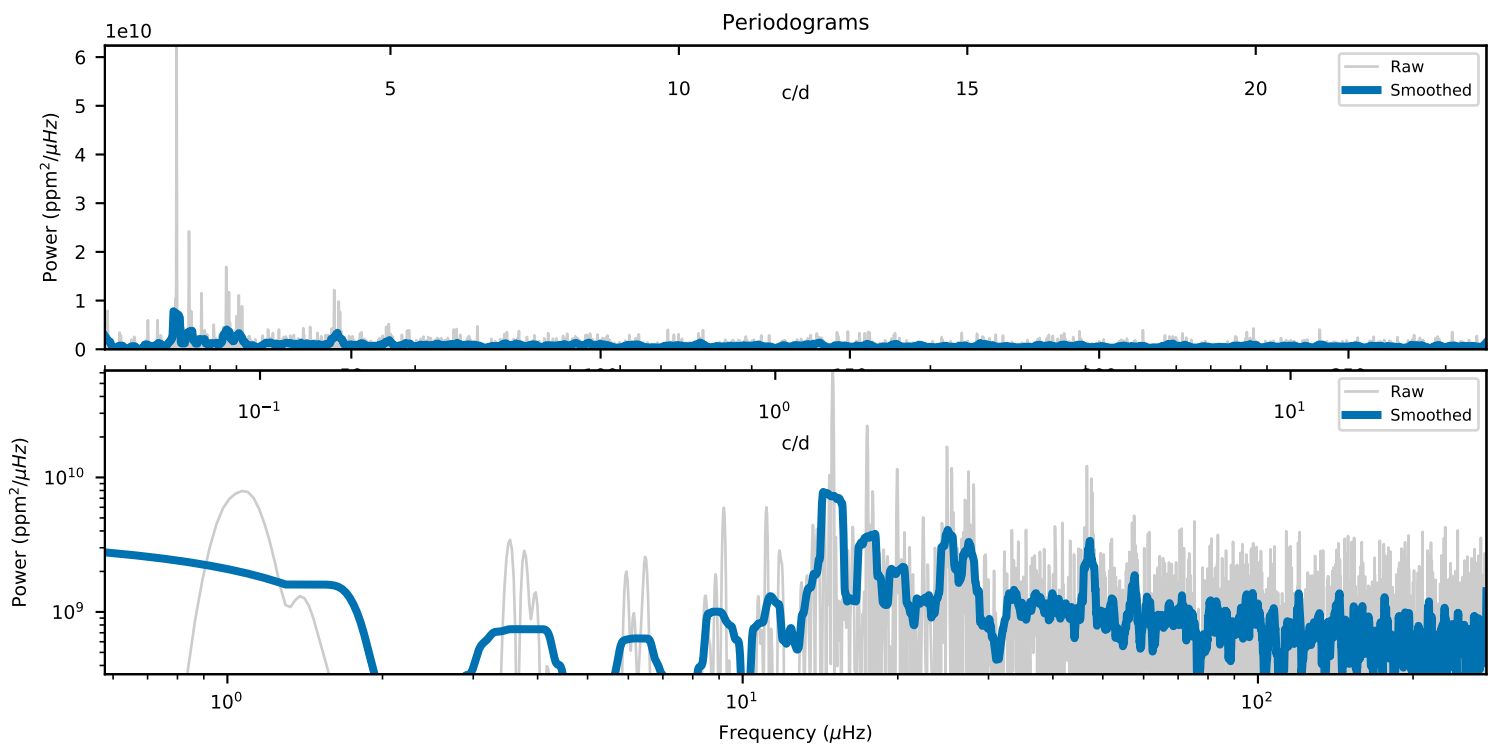 Periodograms
1e10
6
5
4
3
2
1
0
Power (ppm²/μHz)
5 10 15 20
c/d
Raw
Smoothed
10⁻¹ 10⁰ 10¹
c/d
Raw
Smoothed
10¹⁰
10⁹
Power (ppm²/μHz)
10⁰ 10¹ 10²
Frequency (μHz)